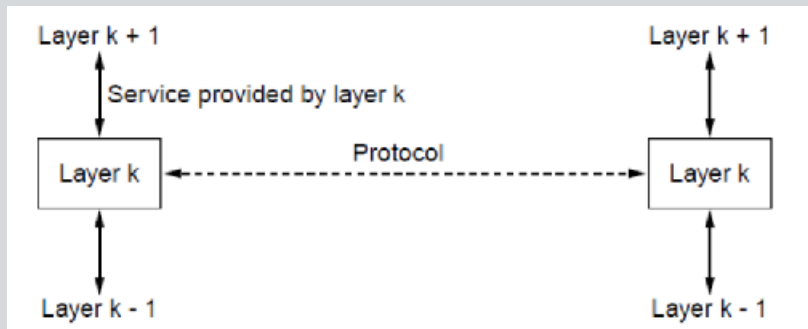 Layer k + 1
Layer k + 1
Service provided by layer k
Protocol
Layer k
Layer k
Layer k - 1
Layer k - 1